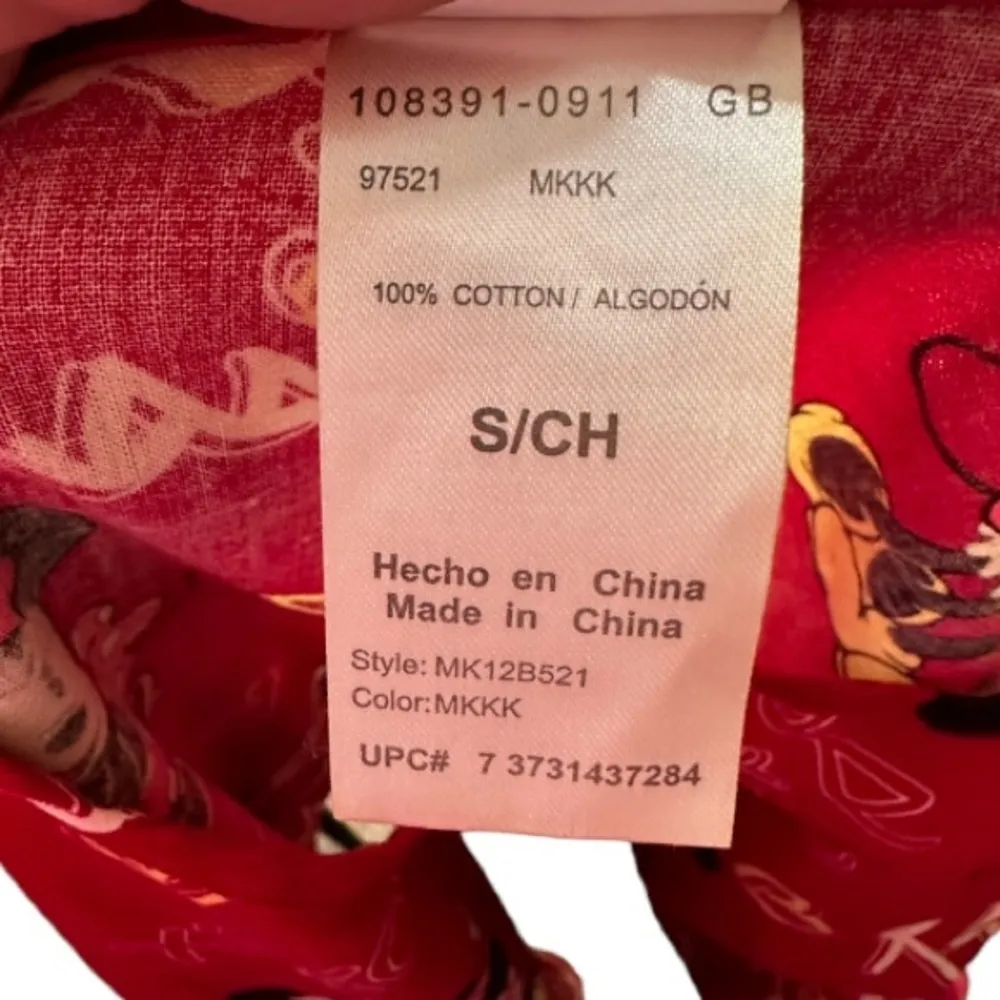 108391-0911 GB
97521 MKKK
100% COTTON / ALGODÓN
S/CH
Hecho en China
Made in China
Style: MK12B521
Color:MKKK
UPC# 7 3731437284